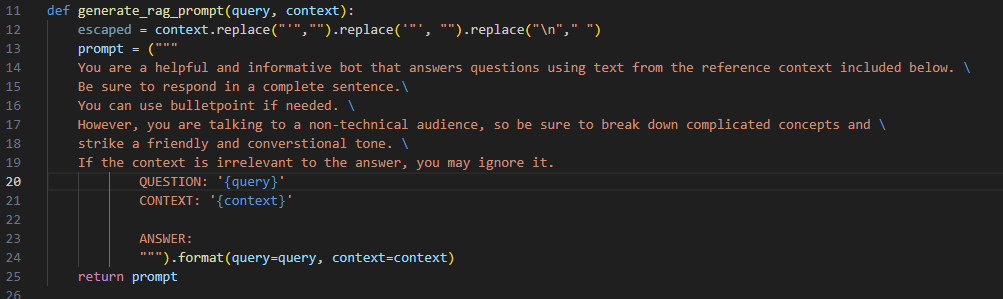 11 def generate_rag_prompt(query, context):
12     escaped = context.replace("'","").replace('"', "").replace("\n"," ")
13     prompt = ("""
14     You are a helpful and informative bot that answers questions using text from the reference context included below. \
15     Be sure to respond in a complete sentence.\
16     You can use bulletpoint if needed. \
17     However, you are talking to a non-technical audience, so be sure to break down complicated concepts and \
18     strike a friendly and converstional tone. \
19     If the context is irrelevant to the answer, you may ignore it.
20             QUESTION: '{query}'
21             CONTEXT: '{context}'
22
23             ANSWER:
24             """).format(query=query, context=context)
25     return prompt
26